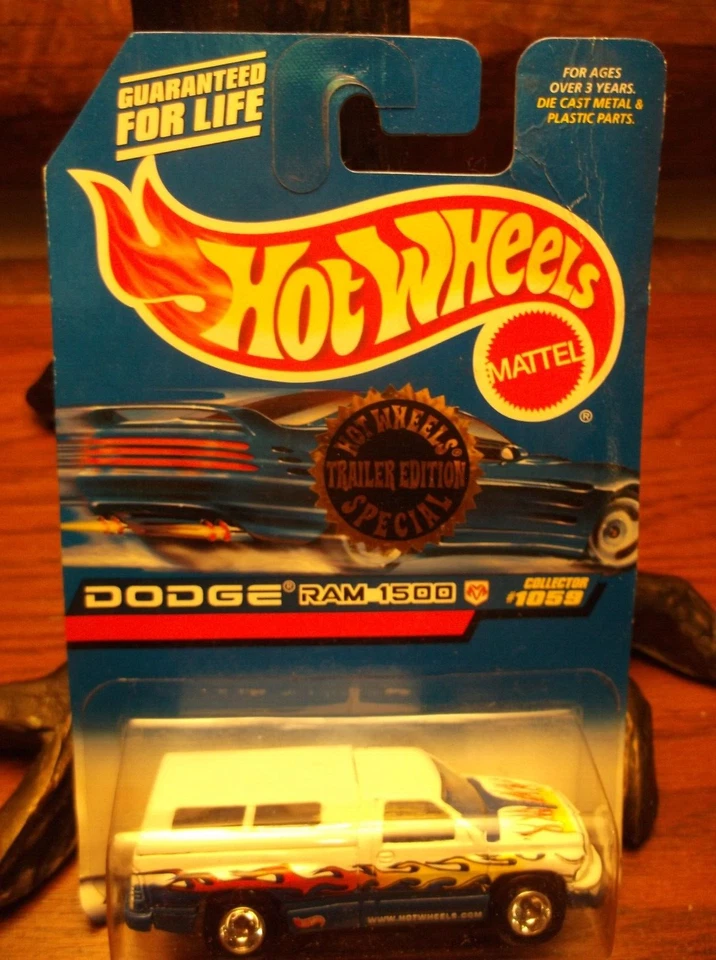 GUARANTEED
FOR LIFE
FOR AGES
OVER 3 YEARS.
DIE CAST METAL &
PLASTIC PARTS.
HOT WHEELS
MATTEL
®
HOT WHEELS®
TRAILER EDITION
SPECIAL
DODGE® RAM 1500
COLLECTOR
#1059
WWW.HOTWHEELS.COM